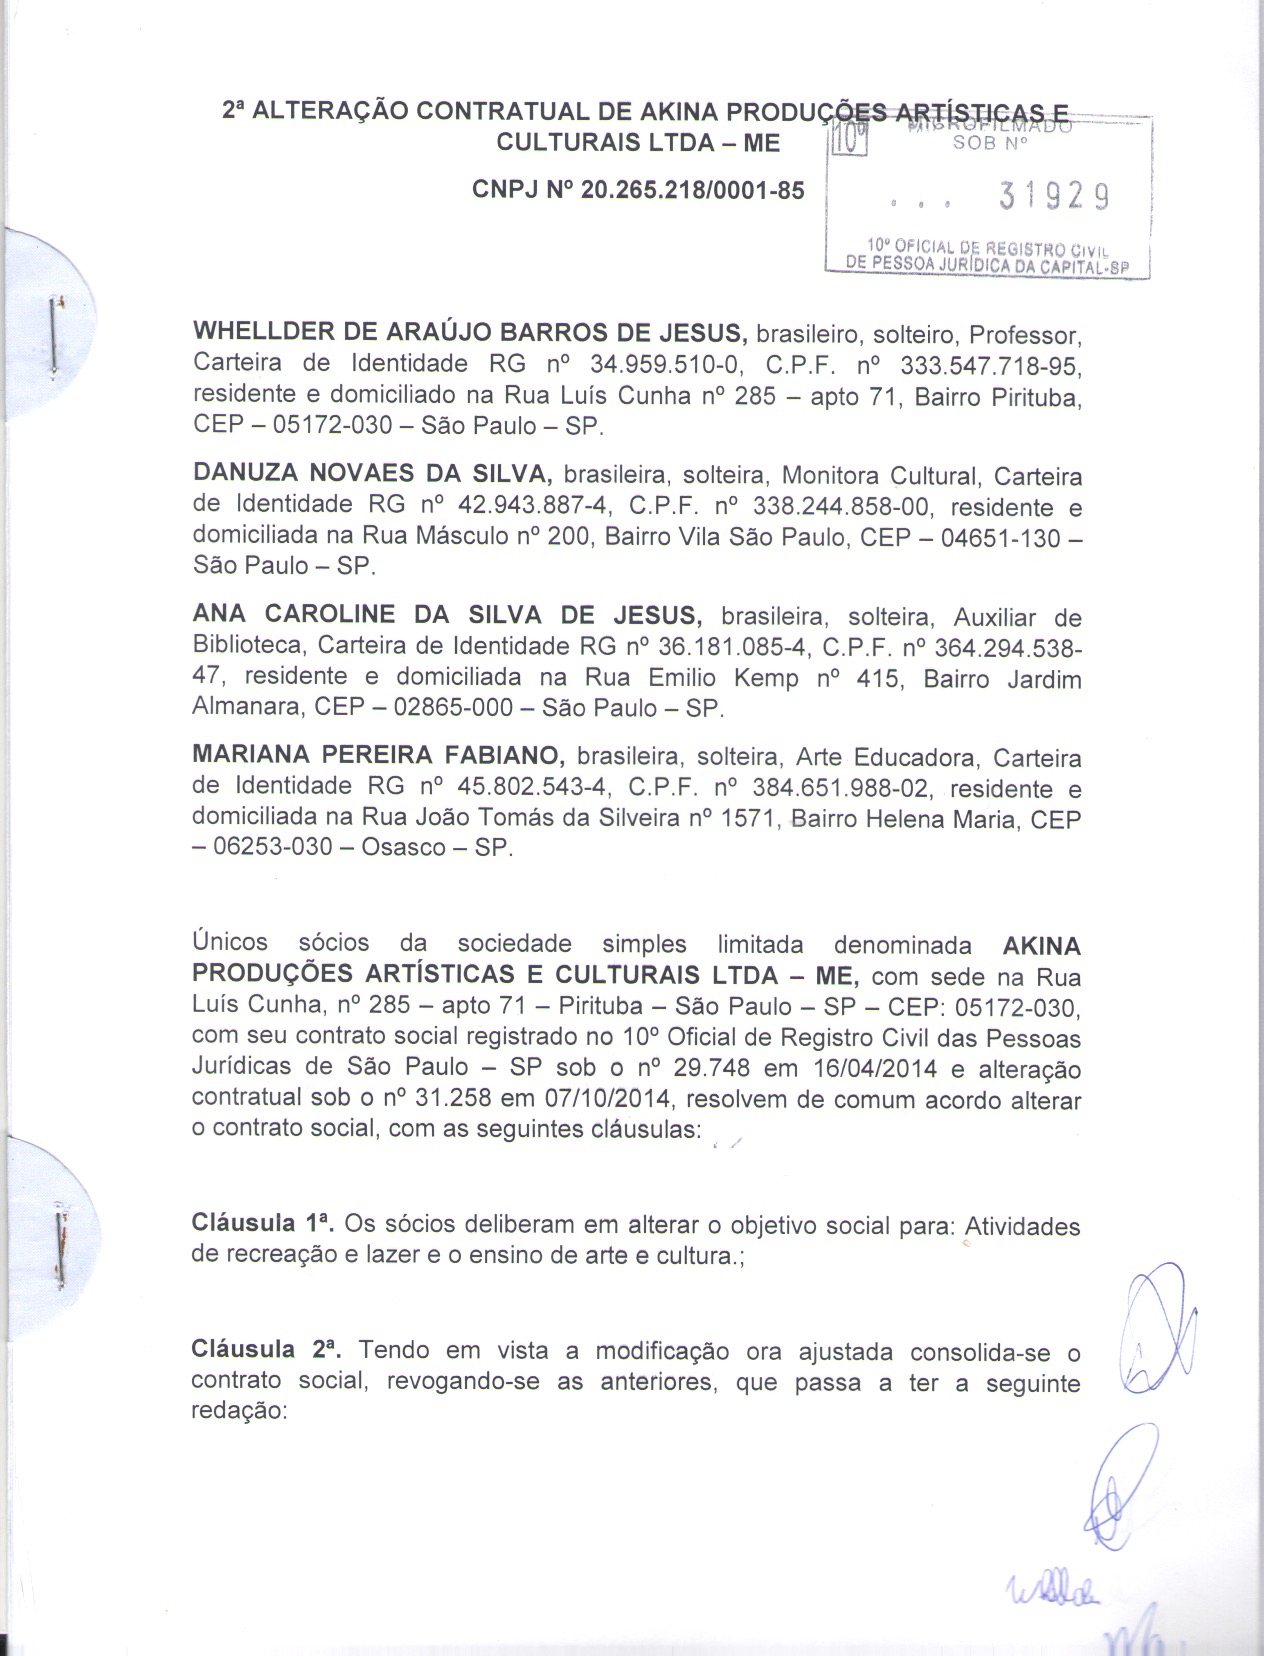 2ª ALTERAÇÃO CONTRATUAL DE AKINA PRODUÇÕES ARTÍSTICAS E
CULTURAIS LTDA – ME
CNPJ Nº 20.265.218/0001-85
10º MICROFILMADO
SOB Nº
... 31929
10º OFICIAL DE REGISTRO CIVIL
DE PESSOA JURÍDICA DA CAPITAL-SP
WHELLDER DE ARAÚJO BARROS DE JESUS, brasileiro, solteiro, Professor,
Carteira de Identidade RG nº 34.959.510-0, C.P.F. nº 333.547.718-95,
residente e domiciliado na Rua Luís Cunha nº 285 – apto 71, Bairro Pirituba,
CEP – 05172-030 – São Paulo – SP.
DANUZA NOVAES DA SILVA, brasileira, solteira, Monitora Cultural, Carteira
de Identidade RG nº 42.943.887-4, C.P.F. nº 338.244.858-00, residente e
domiciliada na Rua Másculo nº 200, Bairro Vila São Paulo, CEP – 04651-130 –
São Paulo – SP.
ANA CAROLINE DA SILVA DE JESUS, brasileira, solteira, Auxiliar de
Biblioteca, Carteira de Identidade RG nº 36.181.085-4, C.P.F. nº 364.294.538-
47, residente e domiciliada na Rua Emilio Kemp nº 415, Bairro Jardim
Almanara, CEP – 02865-000 – São Paulo – SP.
MARIANA PEREIRA FABIANO, brasileira, solteira, Arte Educadora, Carteira
de Identidade RG nº 45.802.543-4, C.P.F. nº 384.651.988-02, residente e
domiciliada na Rua João Tomás da Silveira nº 1571, Bairro Helena Maria, CEP
– 06253-030 – Osasco – SP.
Únicos sócios da sociedade simples limitada denominada AKINA
PRODUÇÕES ARTÍSTICAS E CULTURAIS LTDA – ME, com sede na Rua
Luís Cunha, nº 285 – apto 71 – Pirituba – São Paulo – SP – CEP: 05172-030,
com seu contrato social registrado no 10º Oficial de Registro Civil das Pessoas
Jurídicas de São Paulo – SP sob o nº 29.748 em 16/04/2014 e alteração
contratual sob o nº 31.258 em 07/10/2014, resolvem de comum acordo alterar
o contrato social, com as seguintes cláusulas:
Cláusula 1ª. Os sócios deliberam em alterar o objetivo social para: Atividades
de recreação e lazer e o ensino de arte e cultura.;
Cláusula 2ª. Tendo em vista a modificação ora ajustada consolida-se o
contrato social, revogando-se as anteriores, que passa a ter a seguinte
redação: